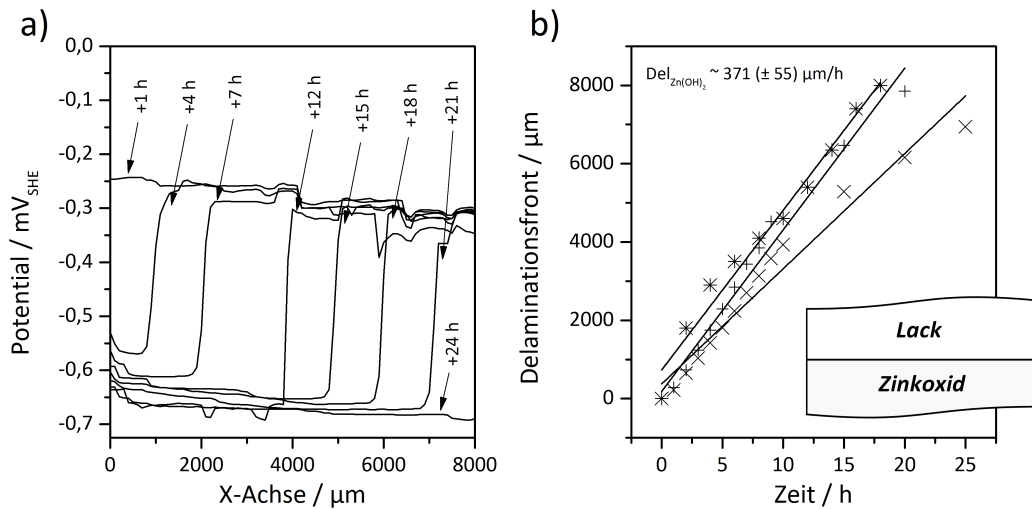 a)
0,0
-0,1
-0,2
-0,3
-0,4
-0,5
-0,6
-0,7
Potential / mV_SHE
+1 h
+4 h
+7 h
+12 h
+15 h
+18 h
+21 h
+24 h
0
2000
4000
6000
8000
X-Achse / µm
b)
8000
6000
4000
2000
0
Delaminationsfront / µm
Del_Zn(OH)_2 ~ 371 (± 55) µm/h
Lack
Zinkoxid
0
5
10
15
20
25
Zeit / h